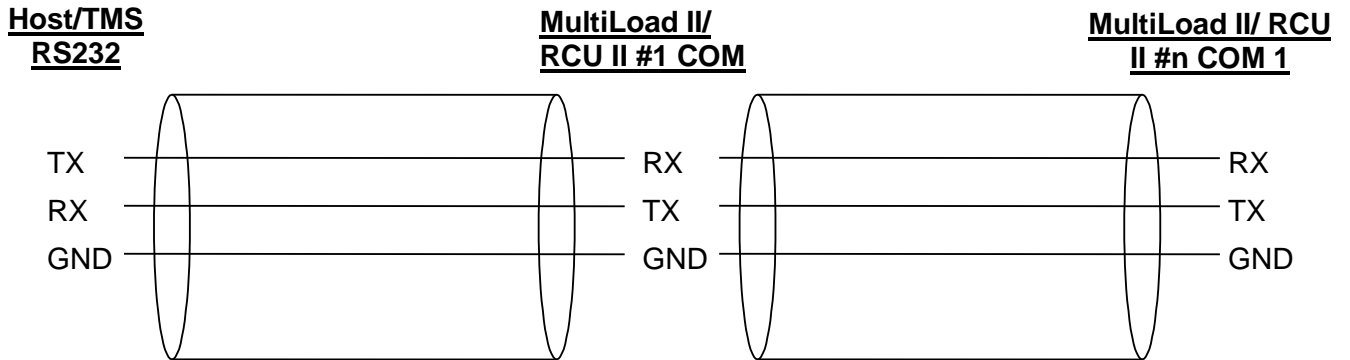 Host/TMS
RS232
MultiLoad II/
RCU II #1 COM
MultiLoad II/ RCU
II #n COM 1
TX RX RX
RX TX TX
GND GND GND